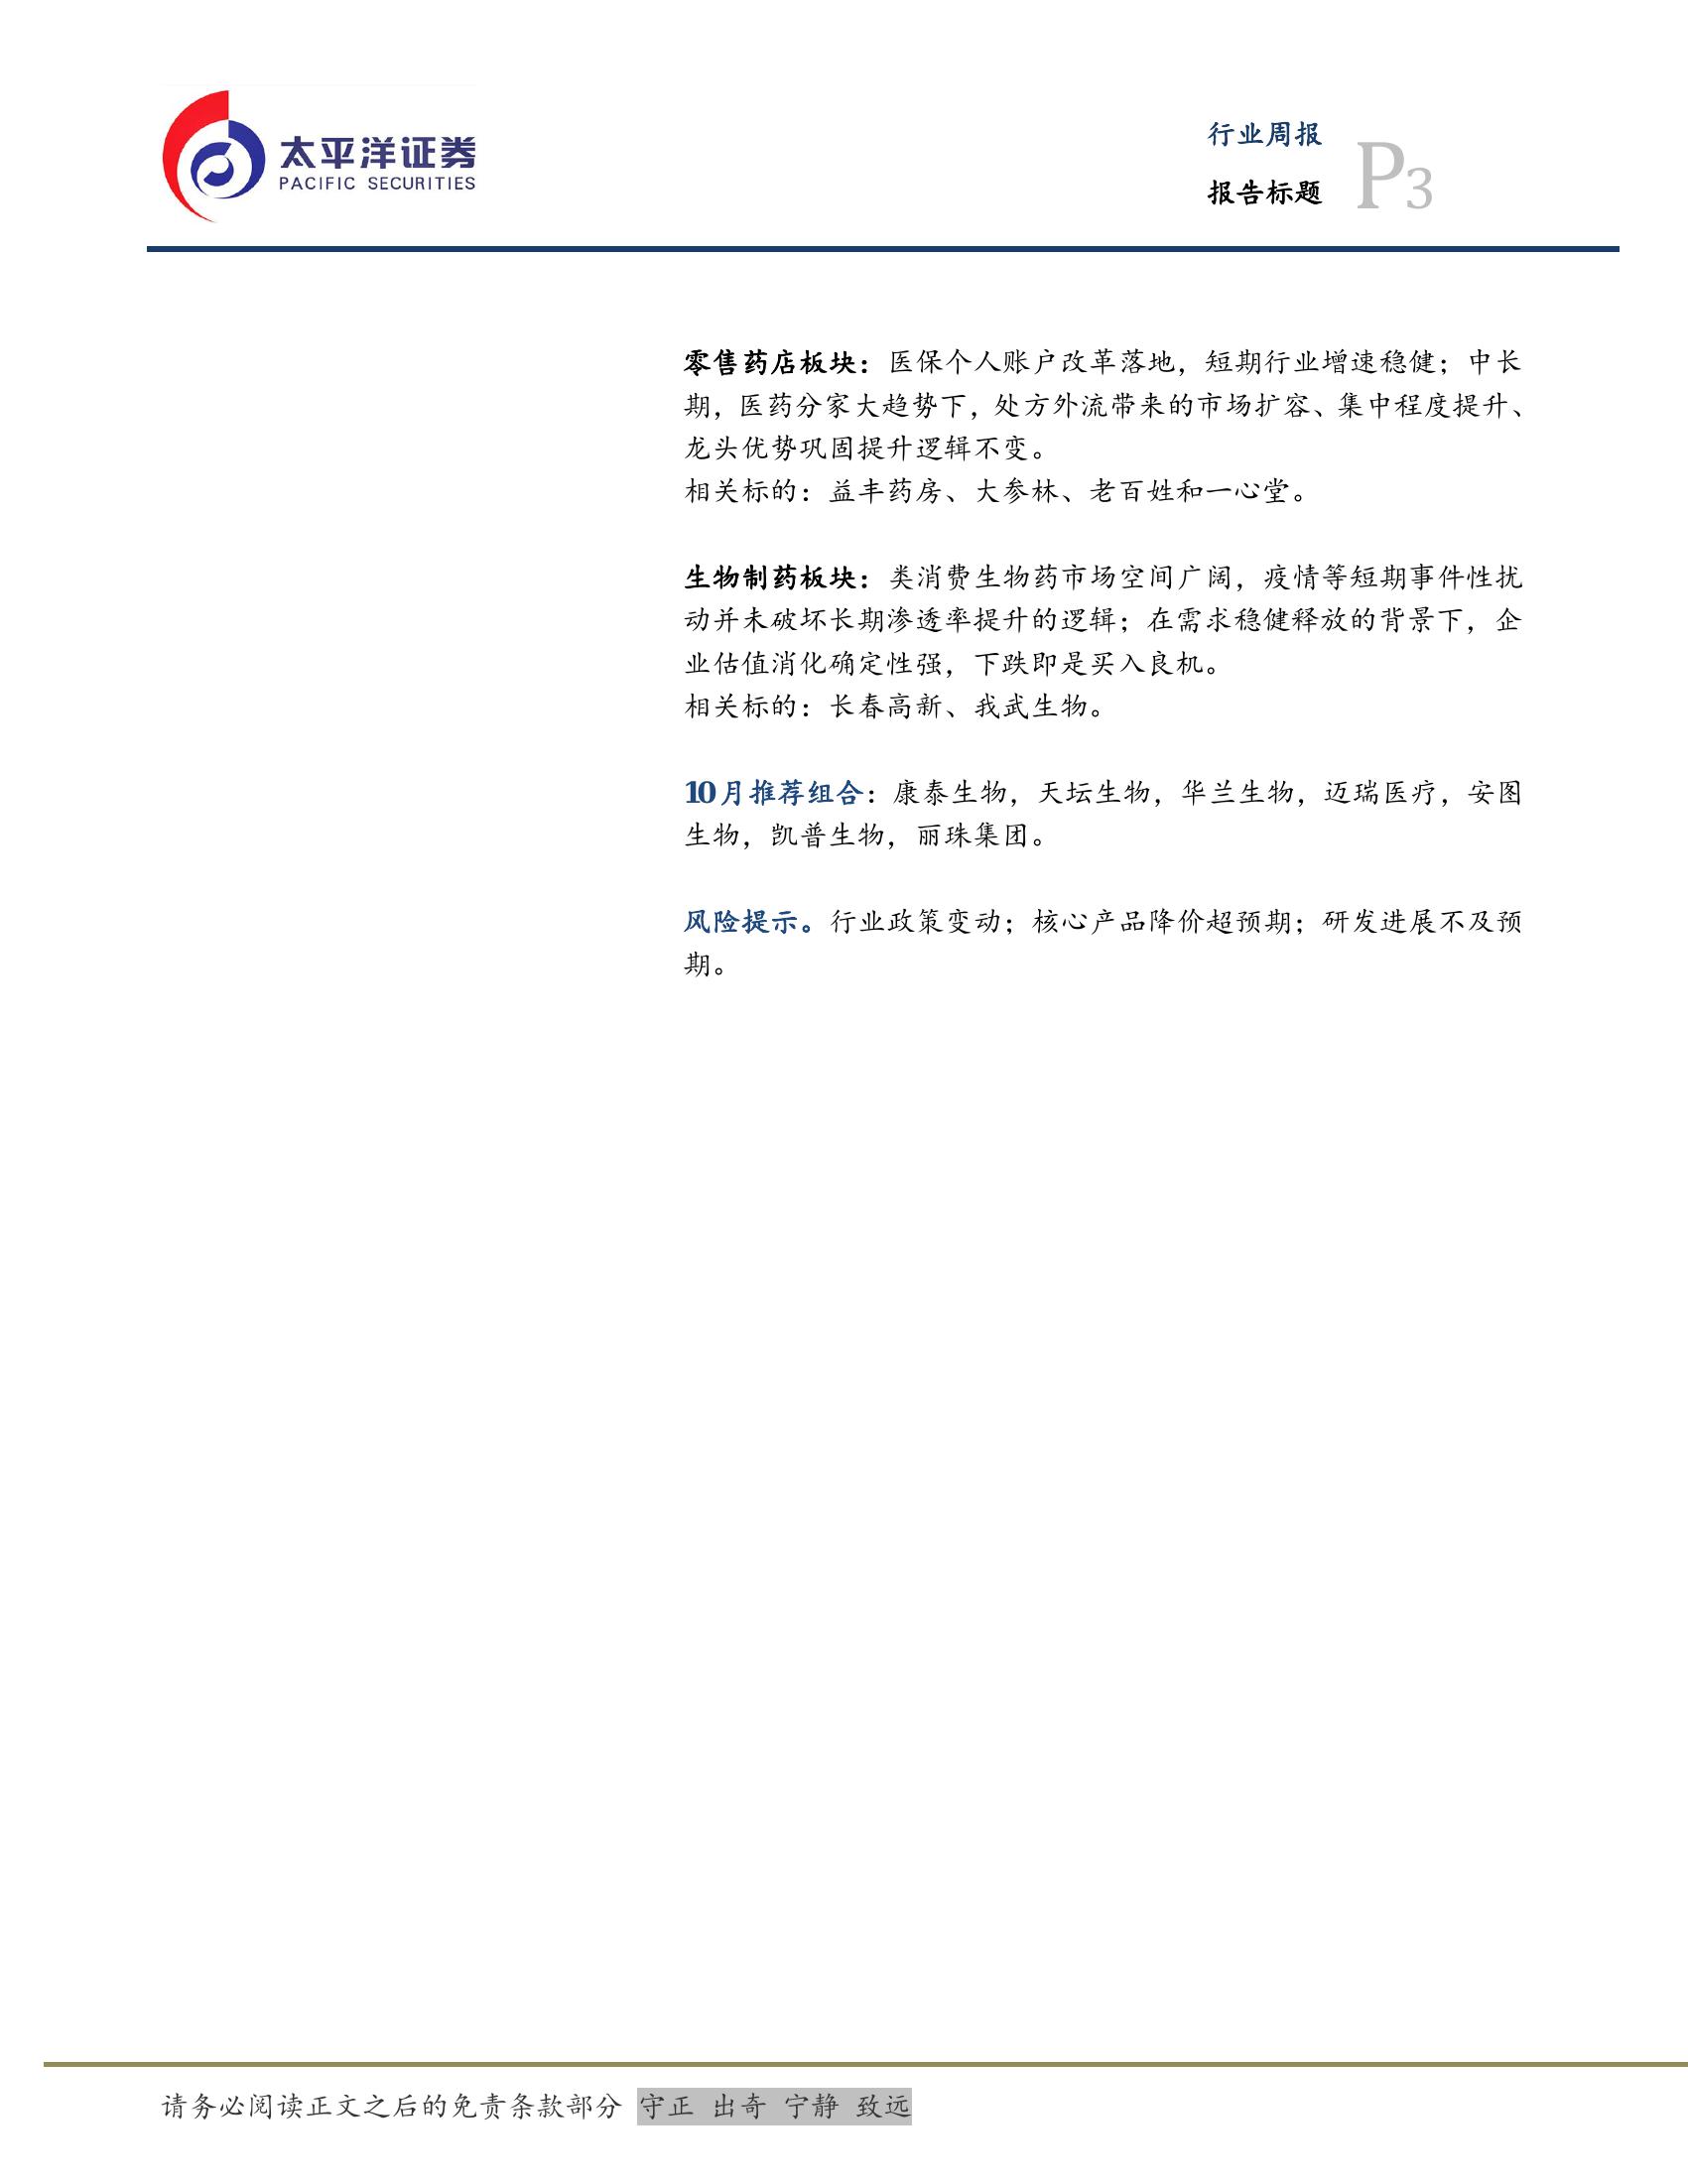 太平洋证券
PACIFIC SECURITIES
行业周报
报告标题
P3
零售药店板块：医保个人账户改革落地，短期行业增速稳健；中长
期，医药分家大趋势下，处方外流带来的市场扩容、集中程度提升、
龙头优势巩固提升逻辑不变。
相关标的：益丰药房、大参林、老百姓和一心堂。
生物制药板块：类消费生物药市场空间广阔，疫情等短期事件性扰
动并未破坏长期渗透率提升的逻辑；在需求稳健释放的背景下，企
业估值消化确定性强，下跌即是买入良机。
相关标的：长春高新、我武生物。
10月推荐组合：康泰生物，天坛生物，华兰生物，迈瑞医疗，安图
生物，凯普生物，丽珠集团。
风险提示。行业政策变动；核心产品降价超预期；研发进展不及预
期。
请务必阅读正文之后的免责条款部分 守正 出奇 宁静 致远